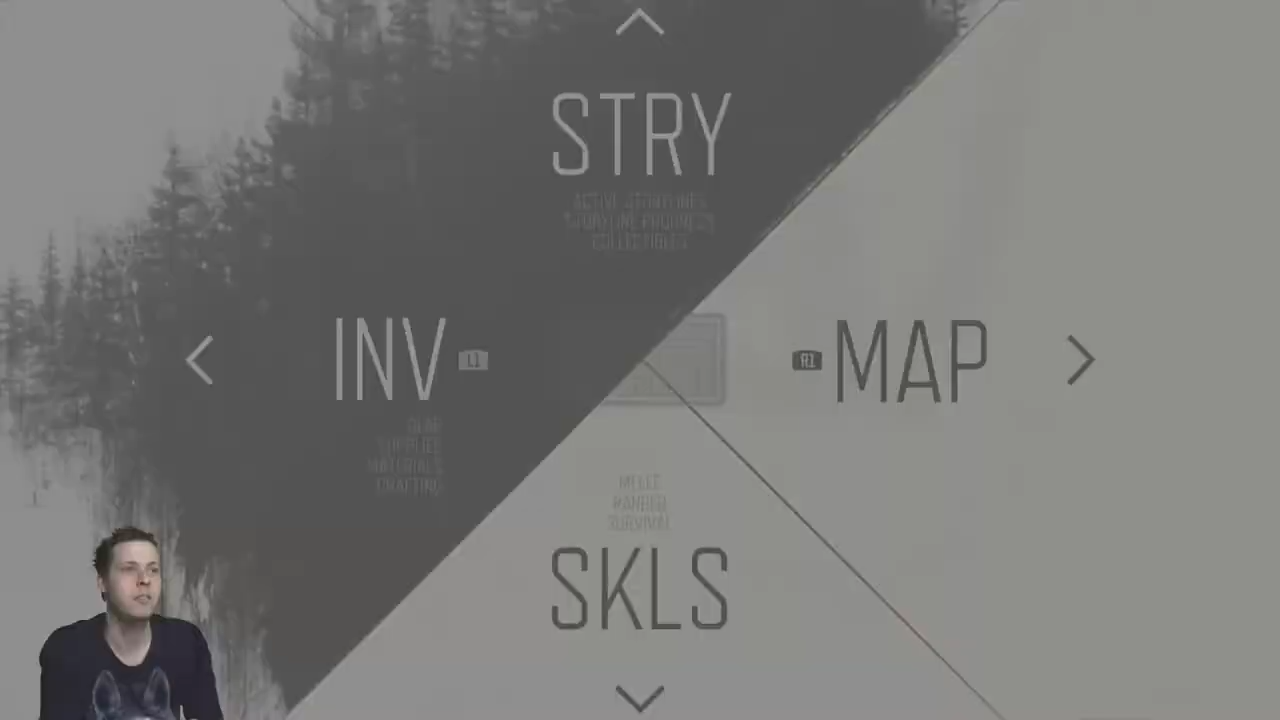 STRY
ACTIVE STORYLINES
STORYLINE PROGRESS
COLLECTIBLES
INV L1
R1 MAP
GEAR
SUPPLIES
MATERIALS
CRAFTING
MELEE
RANGED
SURVIVAL
SKLS